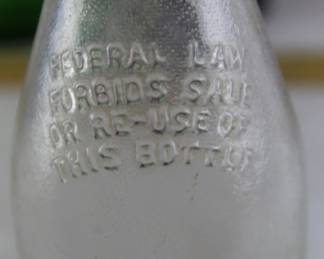 FEDERAL LAW
FORBIDS SALE
OR RE-USE OF
THIS BOTTLE